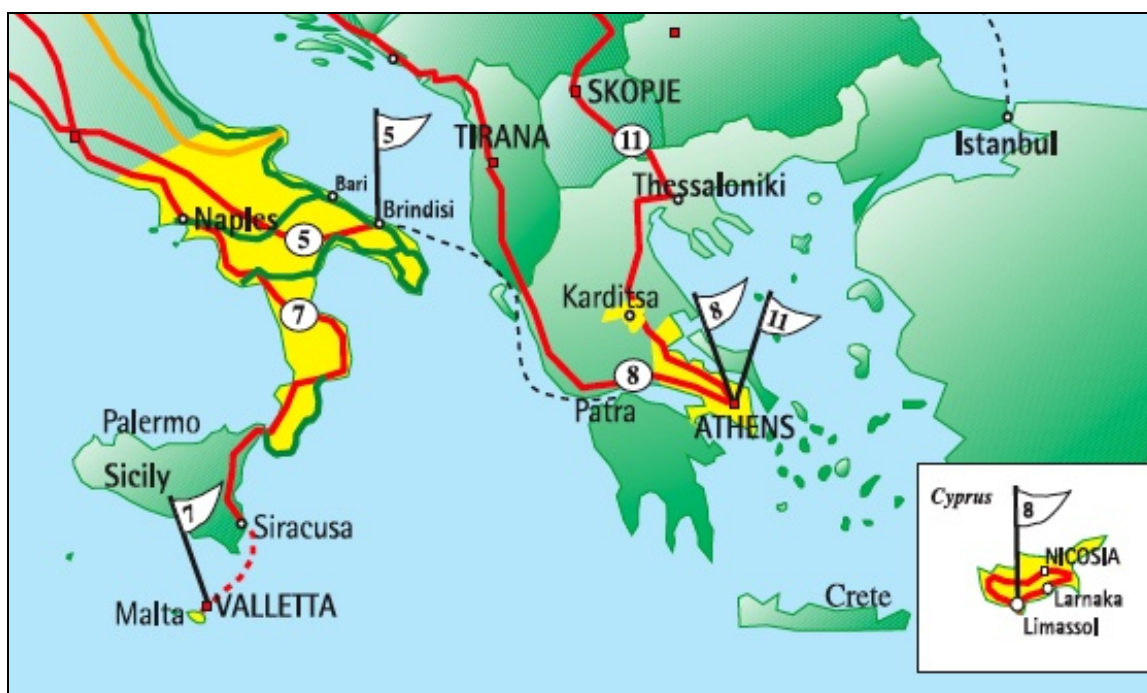 SKOPJE
5
11
TIRANA
Istanbul
Thessaloniki
Bari
Naples
Brindisi
5
Karditsa
7
8
11
8
Patra
ATHENS
Palermo
Sicily
7
Siracusa
Malta
VALLETTA
Crete
Cyprus
8
NICOSIA
Larnaka
Limassol